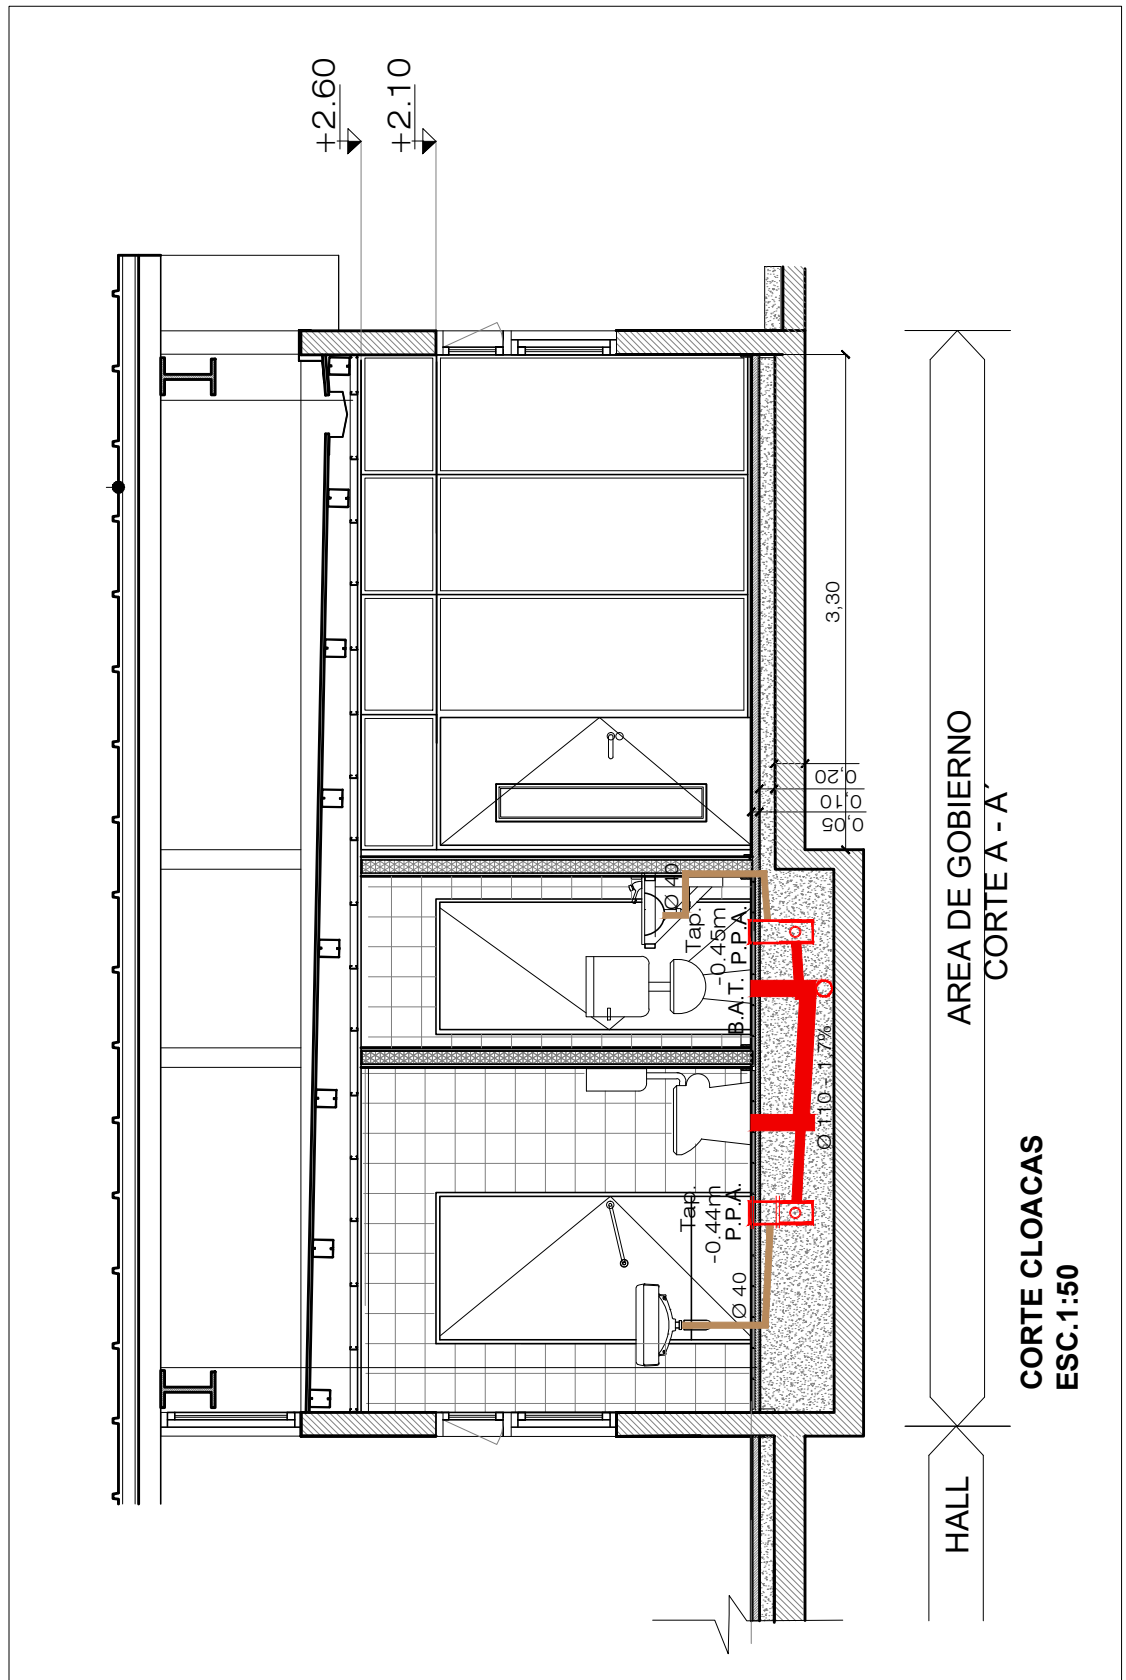 +2.60
+2.10
3,30
0,20
0,10
0,05
Ø 40
Tap.
-0.45m
P.P.A.
B.A.T.
Ø 110 - 1,7%
Tap.
-0.44m
P.P.A.
Ø 40
AREA DE GOBIERNO
CORTE A - A´
HALL
CORTE CLOACAS
ESC.1:50